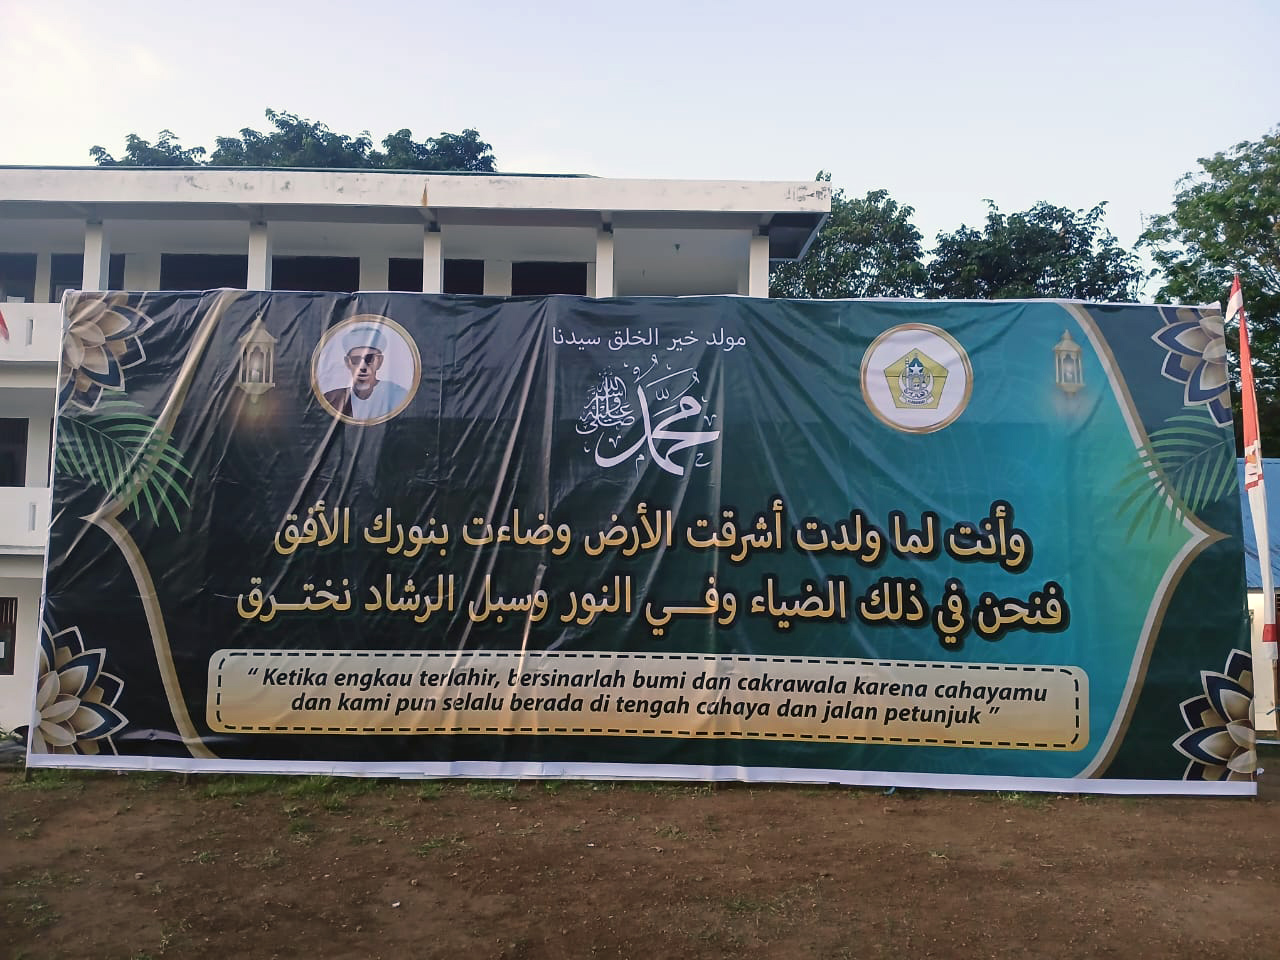 مولد خير الخلق سيدنا
مُحَمَّد صلى الله عليه وسلم
وأنت لما ولدت أشرقت الأرض وضاءت بنورك الأفق
فنحن في ذلك الضياء وفي النور وسبل الرشاد نخترق
“ Ketika engkau terlahir, bersinarlah bumi dan cakrawala karena cahayamu
dan kami pun selalu berada di tengah cahaya dan jalan petunjuk ”